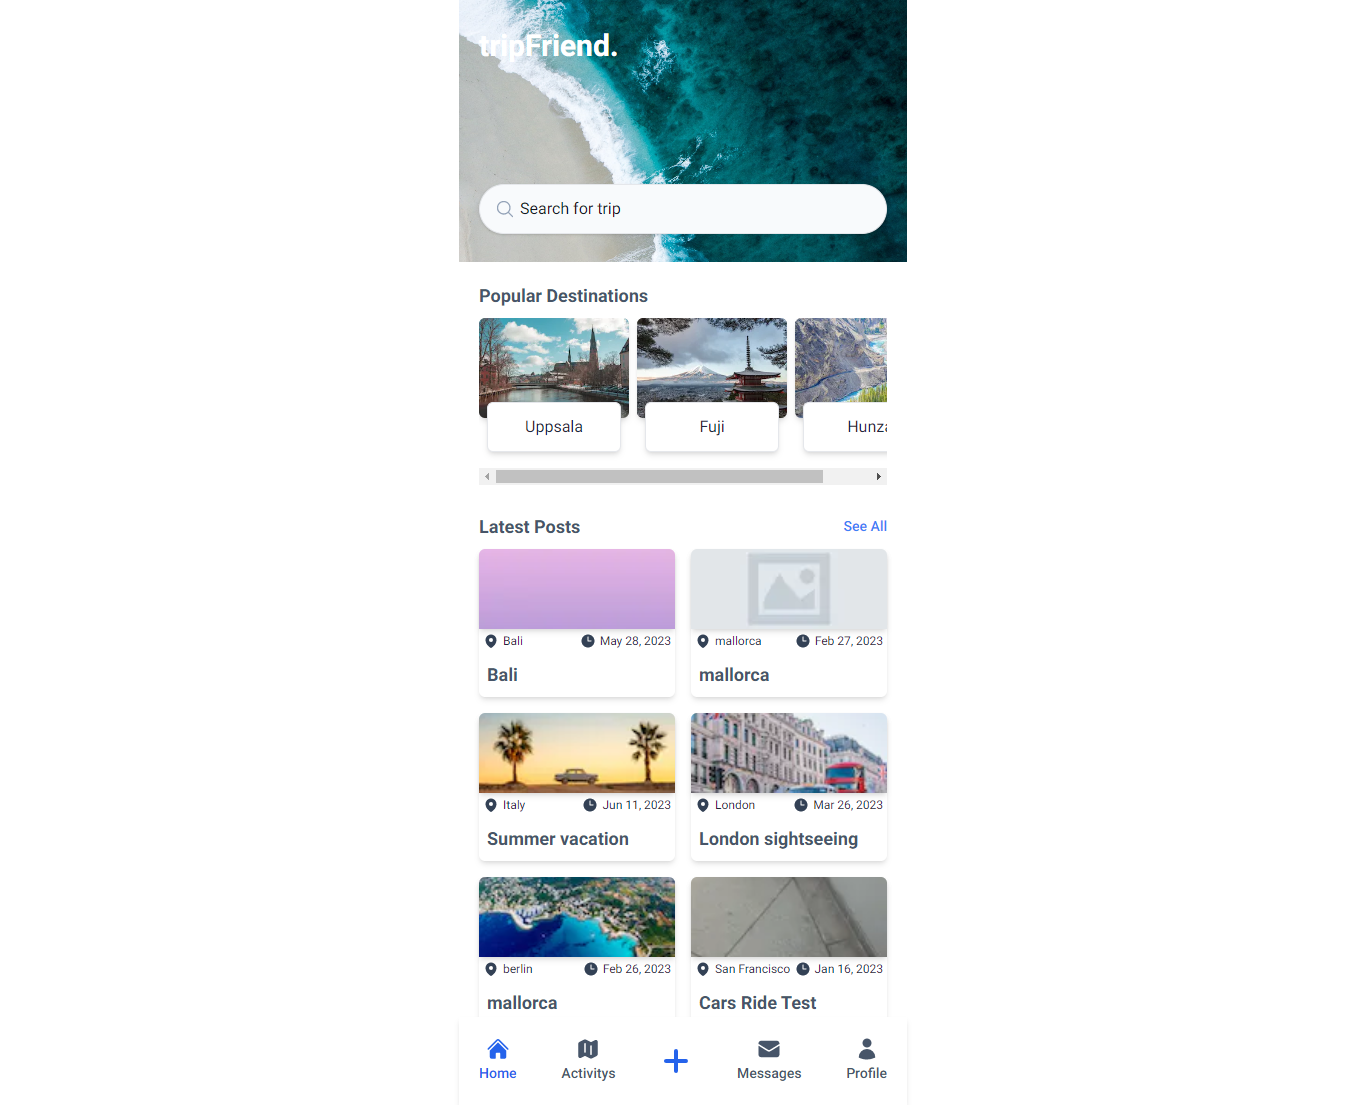 tripFriend.
Search for trip
Popular Destinations
Uppsala
Fuji
Hunza
Latest Posts
See All
Bali
May 28, 2023
Bali
mallorca
Feb 27, 2023
mallorca
Italy
Jun 11, 2023
Summer vacation
London
Mar 26, 2023
London sightseeing
berlin
Feb 26, 2023
mallorca
San Francisco
Jan 16, 2023
Cars Ride Test
Home
Activitys
Messages
Profile